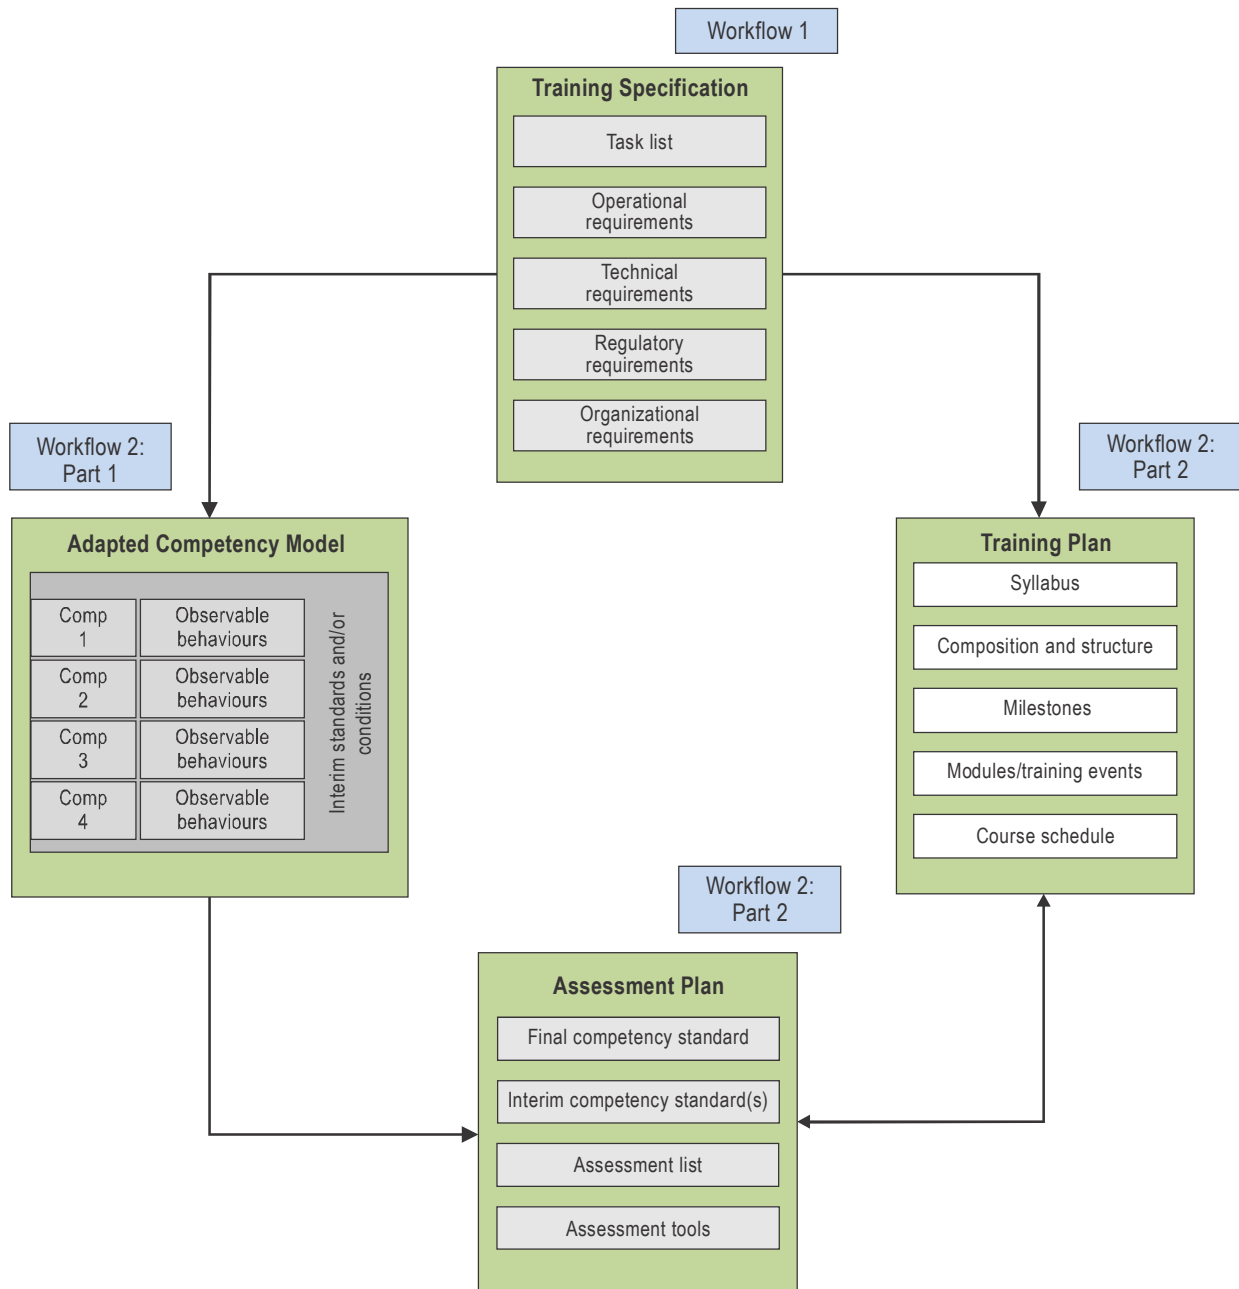 Workflow 1
Training Specification
Task list
Operational
requirements
Technical
requirements
Regulatory
requirements
Organizational
requirements
Workflow 2:
Part 1
Workflow 2:
Part 2
Adapted Competency Model
Comp
1
Observable
behaviours
Comp
2
Observable
behaviours
Comp
3
Observable
behaviours
Comp
4
Observable
behaviours
Interim standards and/or
conditions
Training Plan
Syllabus
Composition and structure
Milestones
Modules/training events
Course schedule
Workflow 2:
Part 2
Assessment Plan
Final competency standard
Interim competency standard(s)
Assessment list
Assessment tools